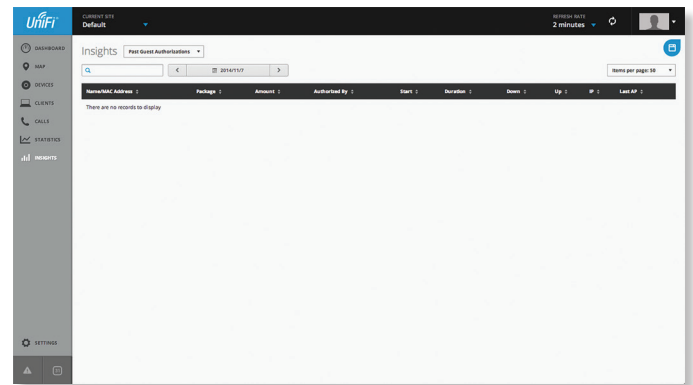 UniFi
CURRENT SITE
Default
REFRESH RATE
2 minutes
DASHBOARD
MAP
DEVICES
CLIENTS
CALLS
STATISTICS
INSIGHTS
SETTINGS
Insights Past Guest Authorizations
2014/11/7
Items per page: 50
Name/MAC Address Package Amount Authorized By Start Duration Down Up IP Last AP
There are no records to display